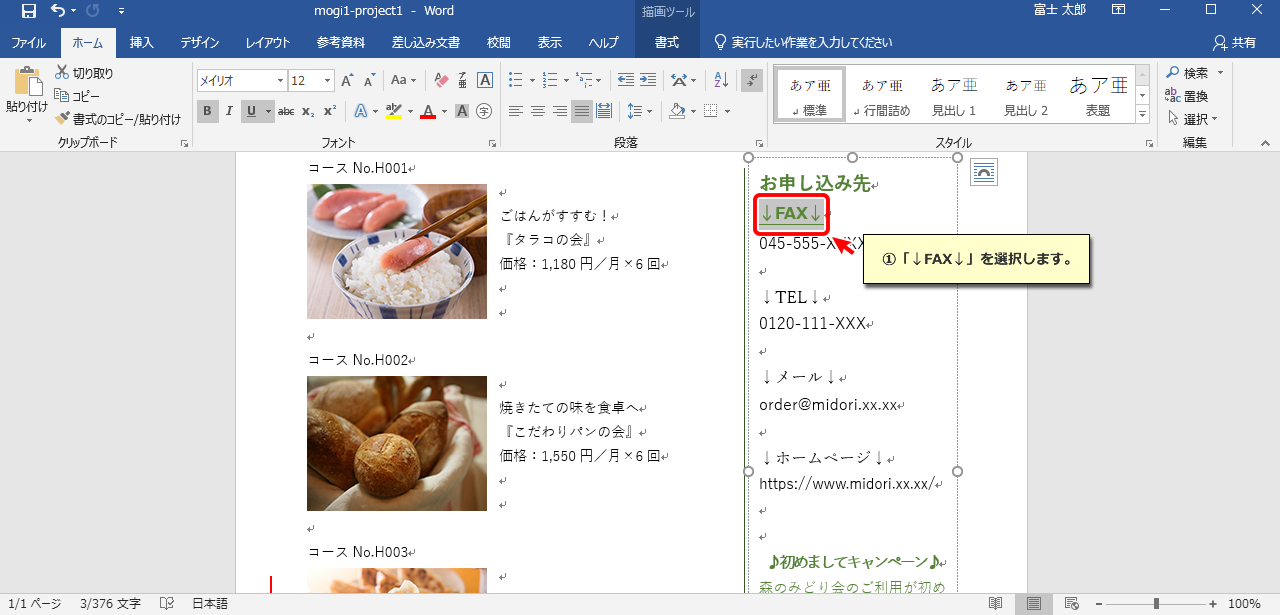 mogi1-project1 - Word
描画ツール
富士 太郎
ファイル ホーム 挿入 デザイン レイアウト 参考資料 差し込み文書 校閲 表示 ヘルプ 書式 実行したい作業を入力してください 共有
貼り付け
切り取り
コピー
書式のコピー/貼り付け
クリップボード
メイリオ 12
フォント
段落
あア亜 標準
あア亜 行間詰め
あア亜 見出し 1
あア亜 見出し 2
あア亜 表題
スタイル
検索
置換
選択
編集
コース No.H001
ごはんがすすむ!
『タラコの会』
価格:1,180 円/月×6 回
コース No.H002
焼きたての味を食卓へ
『こだわりパンの会』
価格:1,550 円/月×6 回
コース No.H003
お申し込み先
↓FAX↓
045-555-XXX
①「↓FAX↓」を選択します。
↓TEL↓
0120-111-XXX
↓メール↓
order@midori.xx.xx
↓ホームページ↓
https://www.midori.xx.xx/
♪初めましてキャンペーン♪
森のみどり会のご利用が初め
1/1 ページ 3/376 文字 日本語 100%